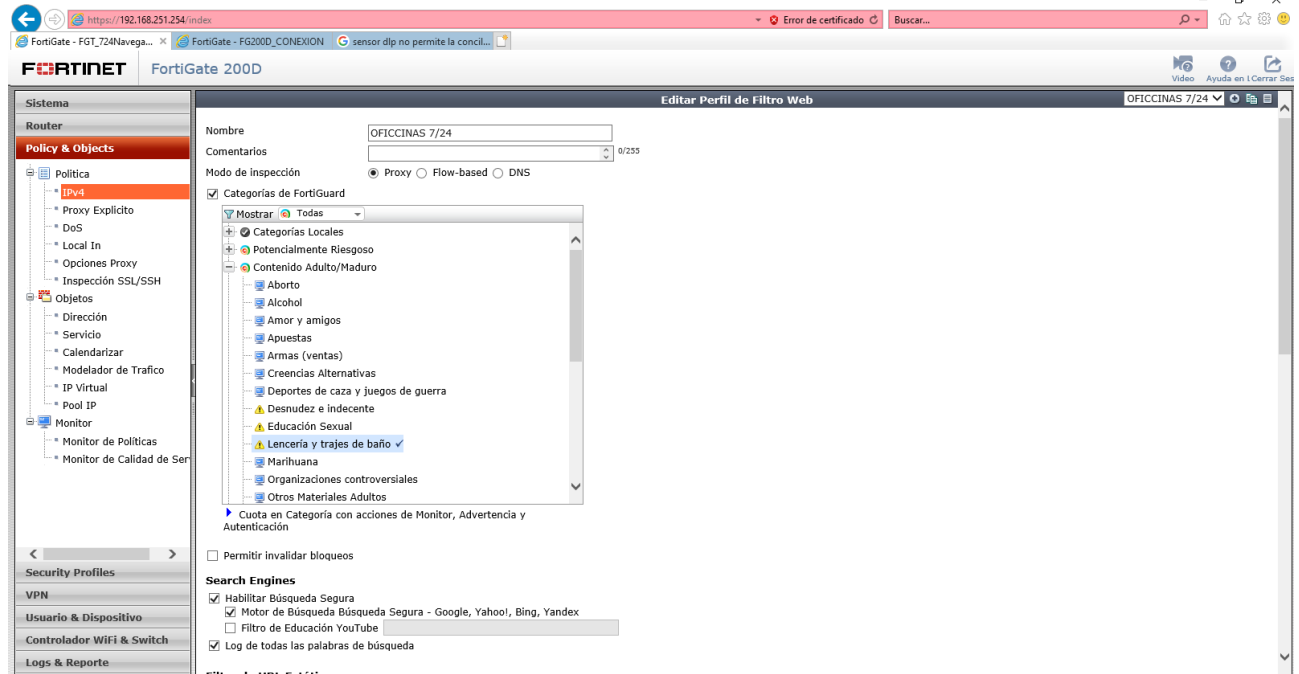 https://192.168.251.254/index
Error de certificado
Buscar...
FortiGate - FGT_724Navega...
FortiGate - FG200D_CONEXION
sensor dlp no permite la concil...
FORTINET
FortiGate 200D
Video
Ayuda en l
Cerrar Ses
Sistema
Router
Policy & Objects
Politica
IPv4
Proxy Explicito
DoS
Local In
Opciones Proxy
Inspección SSL/SSH
Objetos
Dirección
Servicio
Calendarizar
Modelador de Trafico
IP Virtual
Pool IP
Monitor
Monitor de Políticas
Monitor de Calidad de Ser
Security Profiles
VPN
Usuario & Dispositivo
Controlador WiFi & Switch
Logs & Reporte
Editar Perfil de Filtro Web
OFICCINAS 7/24
Nombre
OFICCINAS 7/24
Comentarios
0/255
Modo de inspección
Proxy
Flow-based
DNS
Categorías de FortiGuard
Mostrar
Todas
Categorías Locales
Potencialmente Riesgoso
Contenido Adulto/Maduro
Aborto
Alcohol
Amor y amigos
Apuestas
Armas (ventas)
Creencias Alternativas
Deportes de caza y juegos de guerra
Desnudez e indecente
Educación Sexual
Lencería y trajes de baño
Marihuana
Organizaciones controversiales
Otros Materiales Adultos
Cuota en Categoría con acciones de Monitor, Advertencia y
Autenticación
Permitir invalidar bloqueos
Search Engines
Habilitar Búsqueda Segura
Motor de Búsqueda Búsqueda Segura - Google, Yahoo!, Bing, Yandex
Filtro de Educación YouTube
Log de todas las palabras de búsqueda